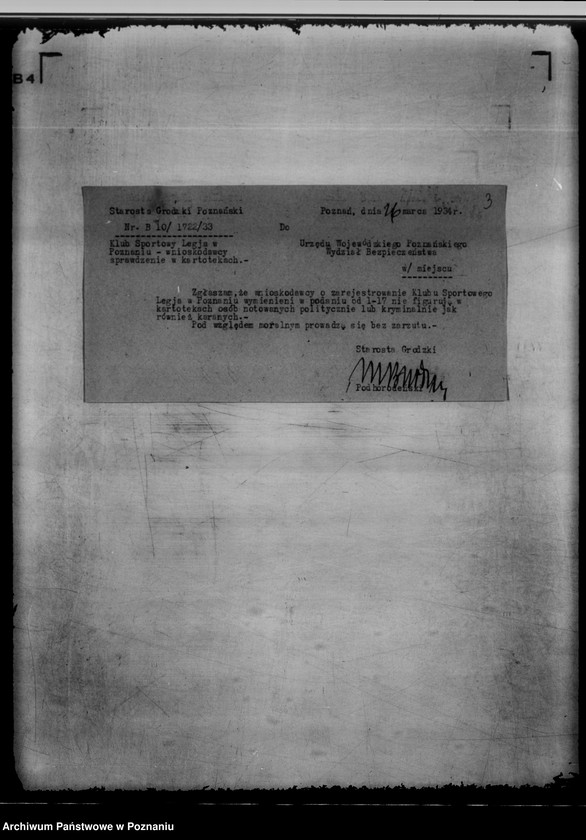 B4
3
Starosta Grodzki Poznański
Poznań, dnia 26 marca 1934r.
Nr. B 10/ 1722/33
Do
Klub Sportowy Legja w
Poznaniu - wnioskodawcy
sprawdzenie w kartotekach.-
Urzędu Wojewódzkiego Poznańskiego
Wydział Bezpieczeństwa
w/ miejscu
Zgłaszam, że wnioskodawcy o zarejestrowanie Klubu Sportowego
Legja w Poznaniu wymienieni w podaniu od 1-17 nie figurują w
kartotekach osób notowanych politycznie lub kryminalnie jak
również karanych.-
Pod względem moralnym prowadzą się bez zarzutu.-
Starosta Grodzki
Podhorodeński
Archiwum Państwowe w Poznaniu